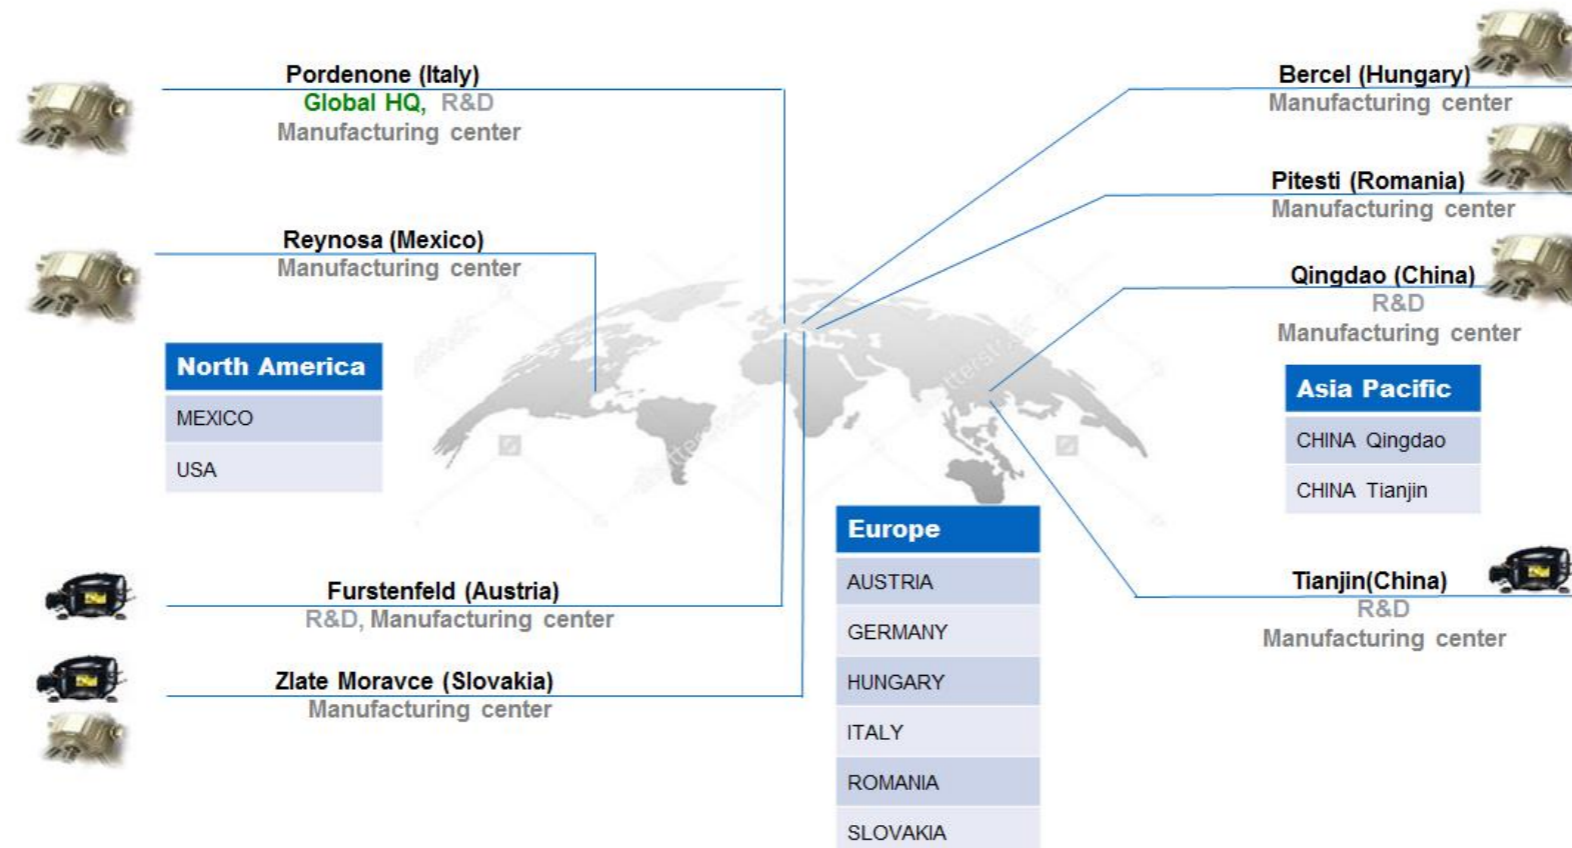 Pordenone (Italy)
Global HQ, R&D
Manufacturing center
Reynosa (Mexico)
Manufacturing center
North America
MEXICO
USA
Furstenfeld (Austria)
R&D, Manufacturing center
Zlate Moravce (Slovakia)
Manufacturing center
Europe
AUSTRIA
GERMANY
HUNGARY
ITALY
ROMANIA
SLOVAKIA
Bercel (Hungary)
Manufacturing center
Pitesti (Romania)
Manufacturing center
Qingdao (China)
R&D
Manufacturing center
Asia Pacific
CHINA Qingdao
CHINA Tianjin
Tianjin(China)
R&D
Manufacturing center